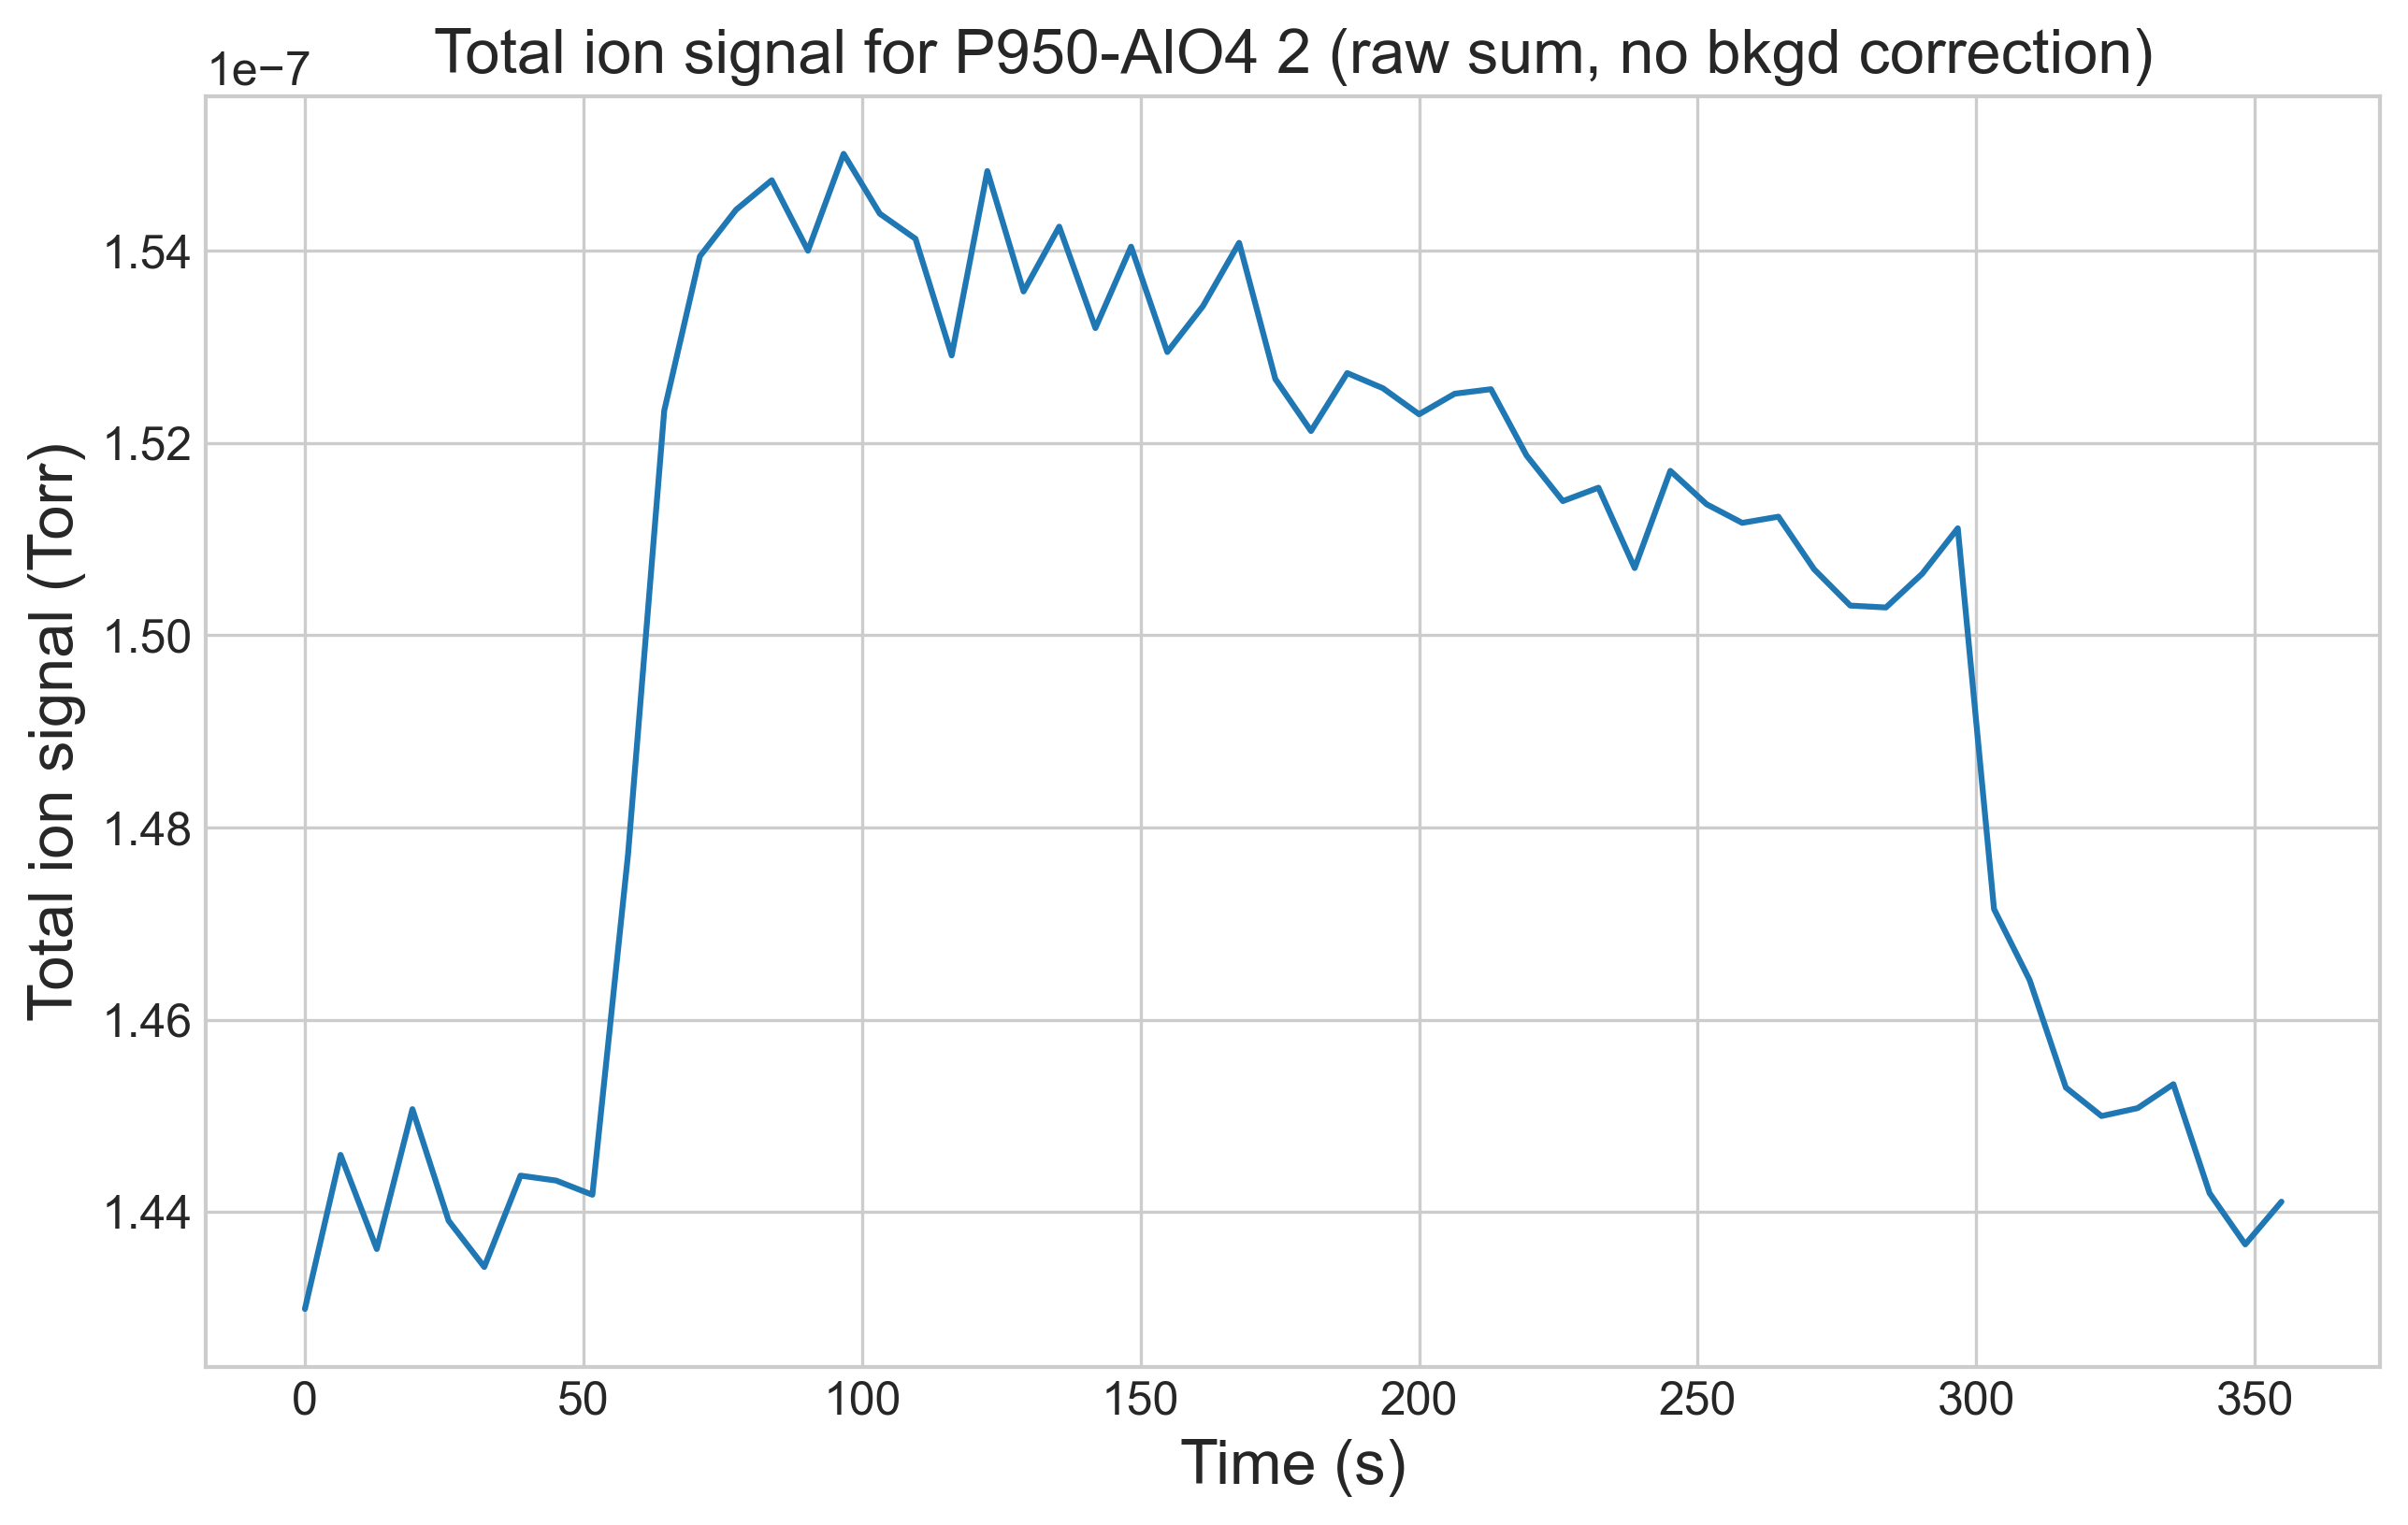 Total ion signal for P950-AlO4 2 (raw sum, no bkgd correction)
1e−7
1.54
1.52
1.50
1.48
1.46
1.44
Total ion signal (Torr)
0 50 100 150 200 250 300 350
Time (s)